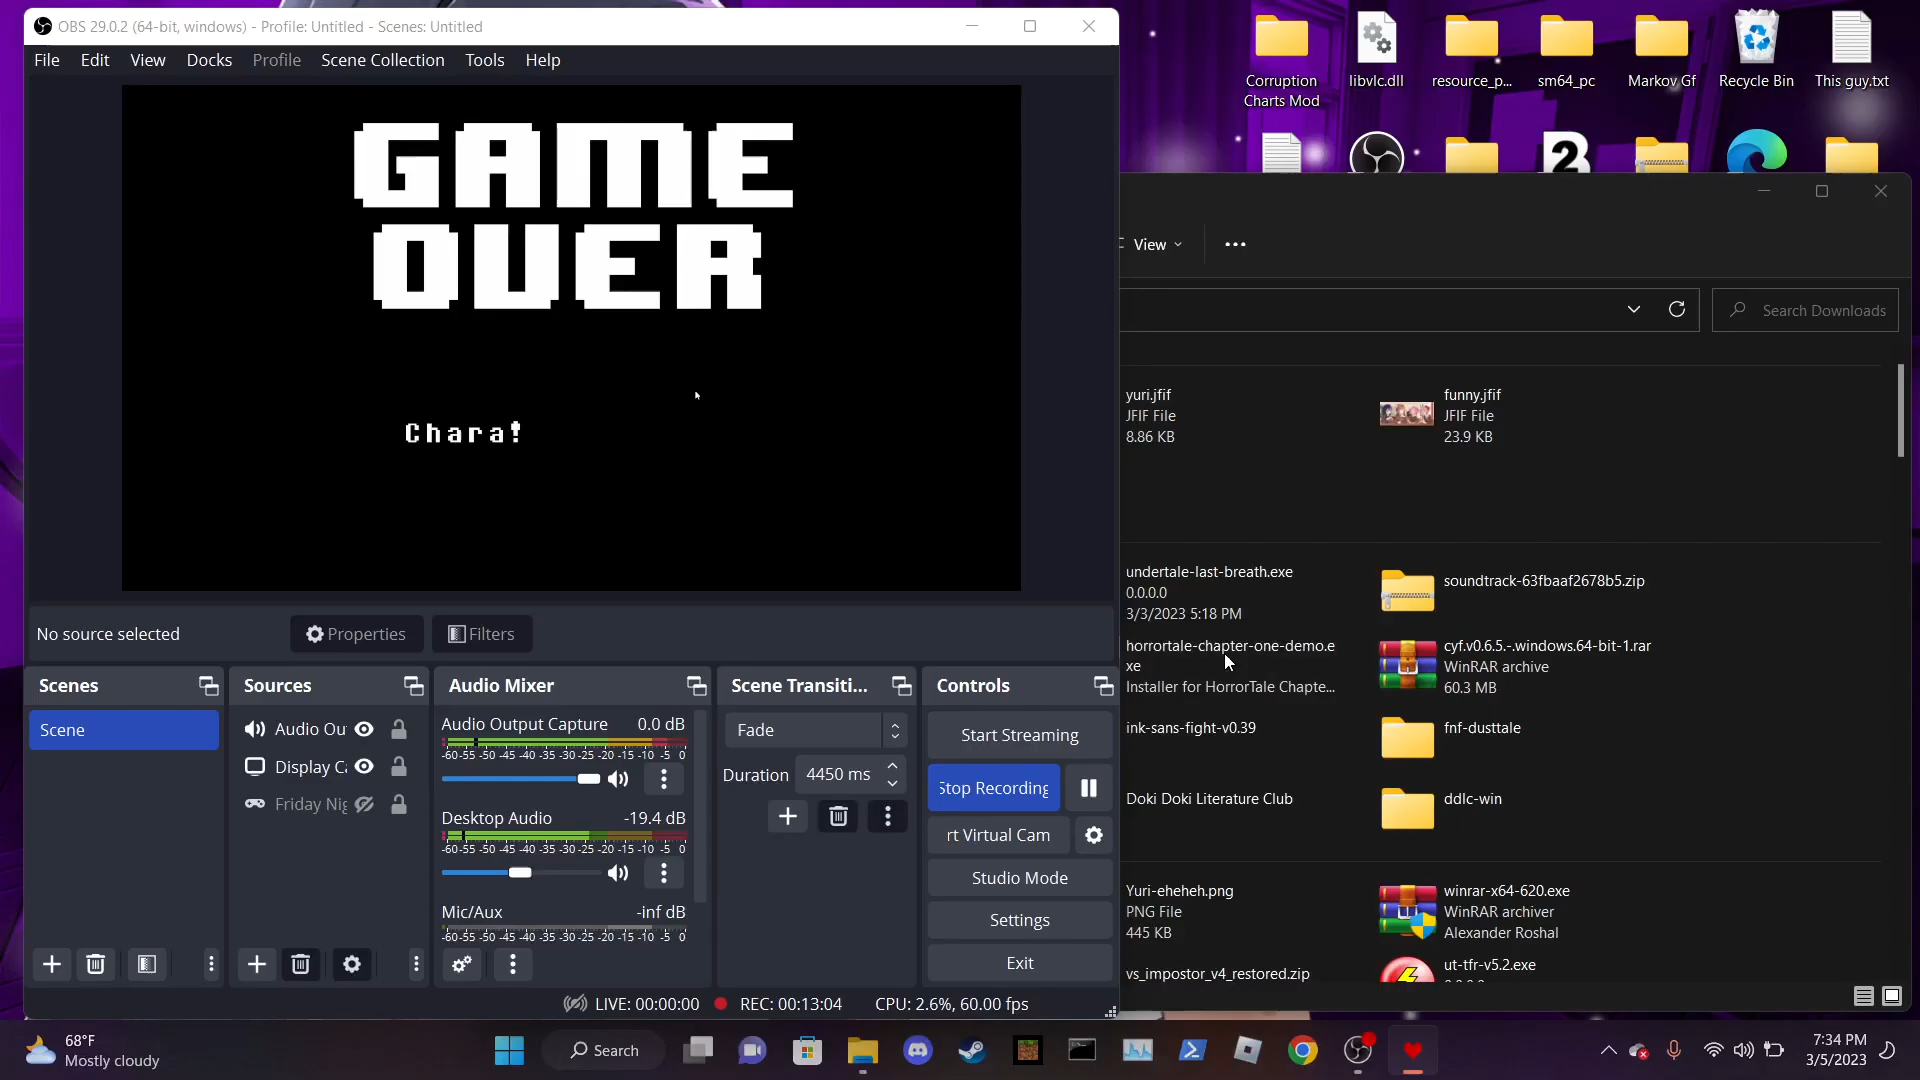 OBS 29.0.2 (64-bit, windows) - Profile: Untitled - Scenes: Untitled
File Edit View Docks Profile Scene Collection Tools Help
GAME
OVER
Chara!
No source selected
Properties
Filters
Scenes
Scene
Sources
Audio Ou
Display Ca
Friday Nig
Audio Mixer
Audio Output Capture 0.0 dB
-60 -55 -50 -45 -40 -35 -30 -25 -20 -15 -10 -5 0
Desktop Audio -19.4 dB
-60 -55 -50 -45 -40 -35 -30 -25 -20 -15 -10 -5 0
Mic/Aux -inf dB
-60 -55 -50 -45 -40 -35 -30 -25 -20 -15 -10 -5 0
Scene Transiti...
Fade
Duration 4450 ms
Controls
Start Streaming
Stop Recording
rt Virtual Cam
Studio Mode
Settings
Exit
LIVE: 00:00:00 REC: 00:13:04 CPU: 2.6%, 60.00 fps
Corruption
Charts Mod
libvlc.dll
resource_p...
sm64_pc
Markov Gf
Recycle Bin
This guy.txt
2
View
Search Downloads
yuri.jfif
JFIF File
8.86 KB
funny.jfif
JFIF File
23.9 KB
undertale-last-breath.exe
0.0.0.0
3/3/2023 5:18 PM
soundtrack-63fbaaf2678b5.zip
horrortale-chapter-one-demo.e
xe
Installer for HorrorTale Chapte...
cyf.v0.6.5.-.windows.64-bit-1.rar
WinRAR archive
60.3 MB
ink-sans-fight-v0.39
fnf-dusttale
Doki Doki Literature Club
ddlc-win
Yuri-eheheh.png
PNG File
445 KB
winrar-x64-620.exe
WinRAR archiver
Alexander Roshal
vs_impostor_v4_restored.zip
ut-tfr-v5.2.exe
68°F
Mostly cloudy
Search
7:34 PM
3/5/2023